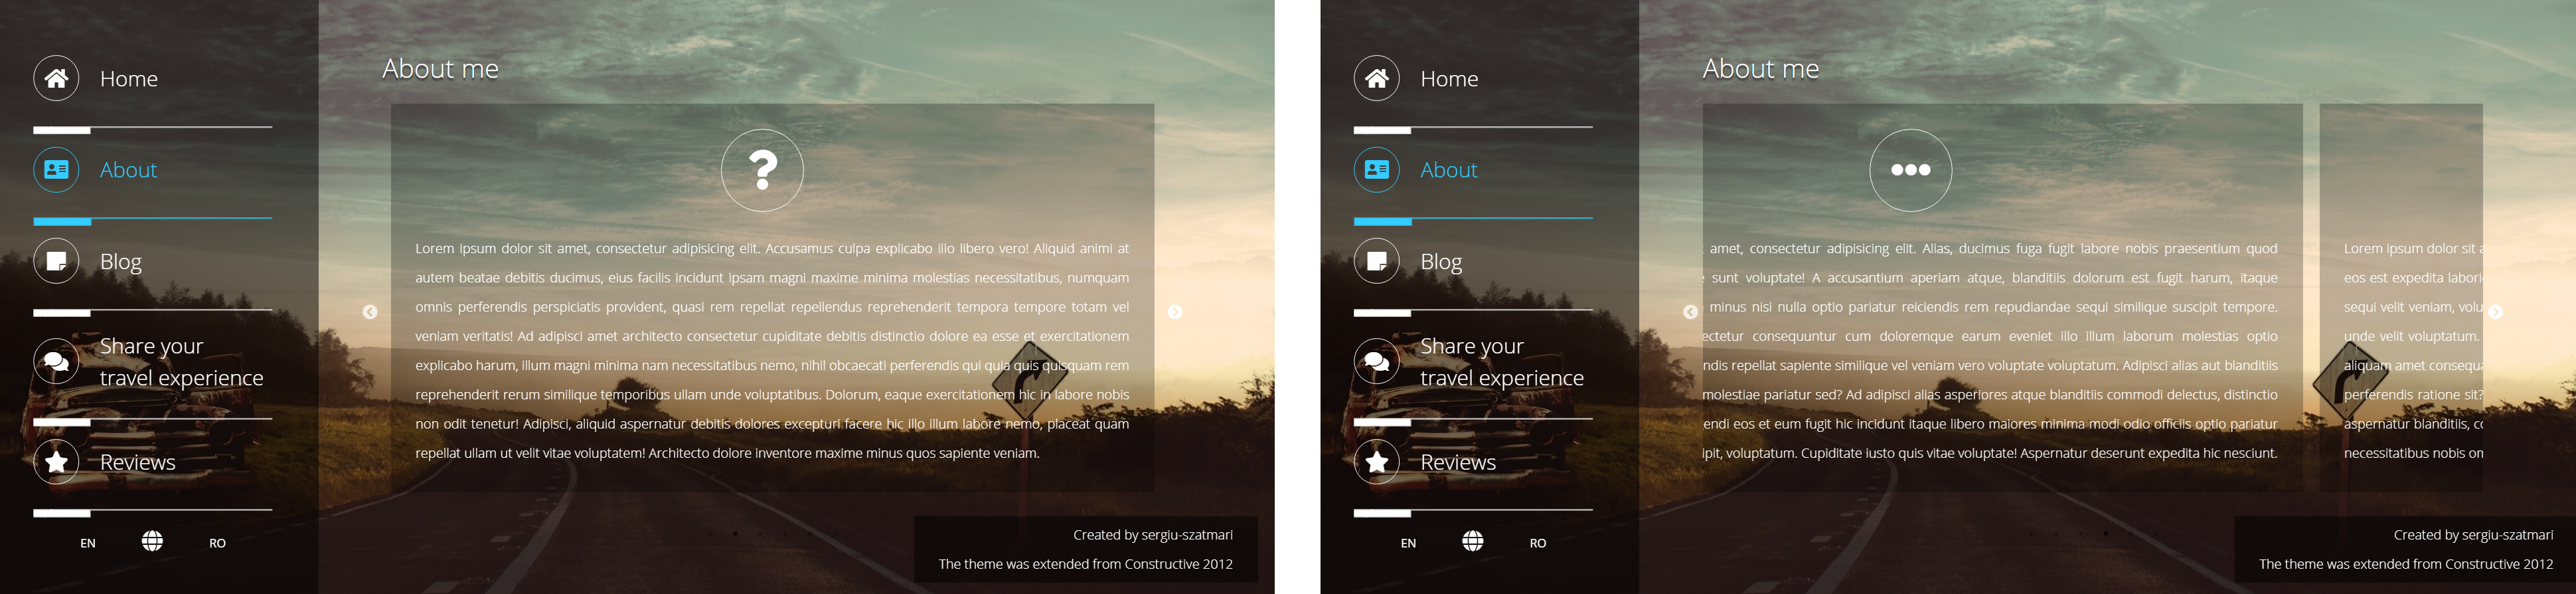 Home
About
Blog
Share your
travel experience
Reviews
EN
RO
About me
Lorem ipsum dolor sit amet, consectetur adipisicing elit. Accusamus culpa explicabo illo libero vero! Aliquid animi at
autem beatae debitis ducimus, eius facilis incidunt ipsam magni maxime minima molestias necessitatibus, numquam
omnis perferendis perspiciatis provident, quasi rem repellat repellendus reprehenderit tempora tempore totam vel
veniam veritatis! Ad adipisci amet architecto consectetur cupiditate debitis distinctio dolore ea esse et exercitationem
explicabo harum, illum magni minima nam necessitatibus nemo, nihil obcaecati perferendis qui quia quis quisquam rem
reprehenderit rerum similique temporibus ullam unde voluptatibus. Dolorum, eaque exercitationem hic in labore nobis
non odit tenetur! Adipisci, aliquid aspernatur debitis dolores excepturi facere hic illo illum labore nemo, placeat quam
repellat ullam ut velit vitae voluptatem! Architecto dolore inventore maxime minus quos sapiente veniam.
Created by sergiu-szatmari
The theme was extended from Constructive 2012
Home
About
Blog
Share your
travel experience
Reviews
EN
RO
About me
amet, consectetur adipisicing elit. Alias, ducimus fuga fugit labore nobis praesentium quod
sunt voluptate! A accusantium aperiam atque, blanditiis dolorum est fugit harum, itaque
minus nisi nulla optio pariatur reiciendis rem repudiandae sequi similique suscipit tempore.
ectetur consequuntur cum doloremque earum eveniet illo illum laborum molestias optio
ndis repellat sapiente similique vel veniam vero voluptate voluptatum. Adipisci alias aut blanditiis
molestiae pariatur sed? Ad adipisci alias asperiores atque blanditiis commodi delectus, distinctio
endi eos et eum fugit hic incidunt itaque libero maiores minima modi odio officiis optio pariatur
ipit, voluptatum. Cupiditate iusto quis vitae voluptate! Aspernatur deserunt expedita hic nesciunt.
Lorem ipsum dolor sit a
eos est expedita labori
sequi velit veniam, volu
unde velit voluptatum.
aliquam amet consequa
perferendis ratione sit?
aspernatur blanditiis, co
necessitatibus nobis om
Created by sergiu-szatmari
The theme was extended from Constructive 2012